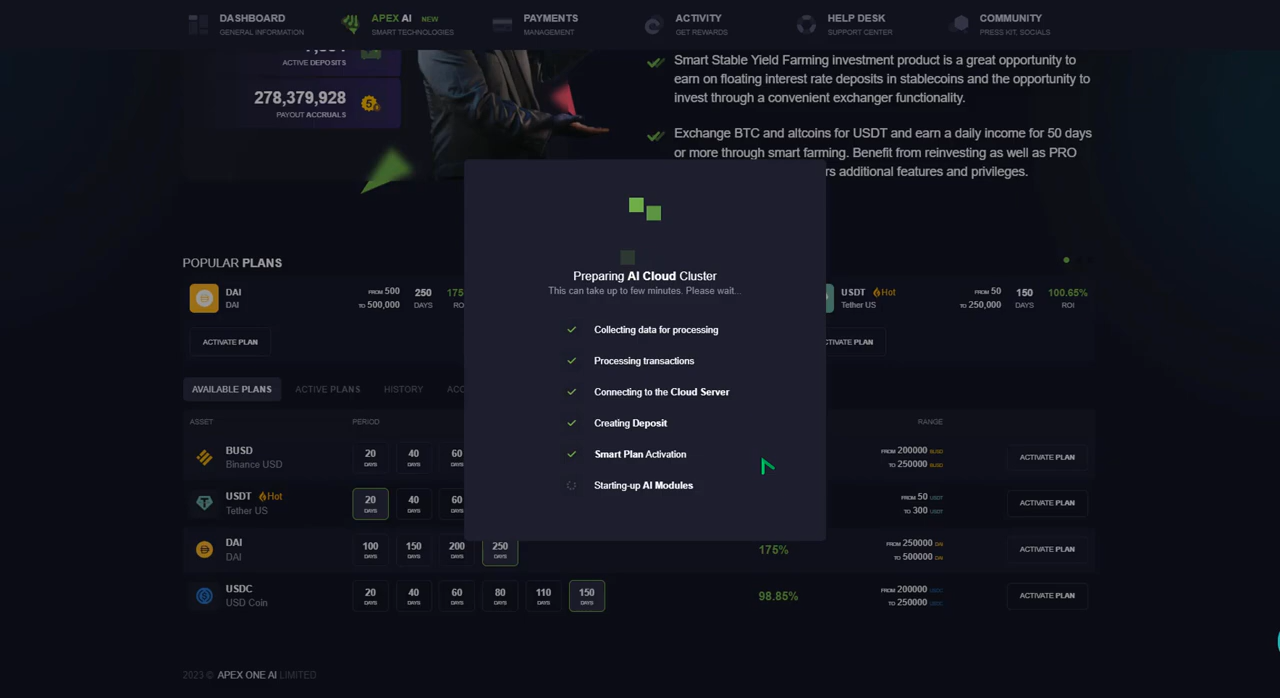 DASHBOARD
GENERAL INFORMATION
APEX AI NEW
SMART TECHNOLOGIES
PAYMENTS
MANAGEMENT
ACTIVITY
GET REWARDS
HELP DESK
SUPPORT CENTER
COMMUNITY
PRESS KIT, SOCIALS
ACTIVE DEPOSITS
278,379,928
PAYOUT ACCRUALS
Smart Stable Yield Farming investment product is a great opportunity to
earn on floating interest rate deposits in stablecoins and the opportunity to
invest through a convenient exchanger functionality.
Exchange BTC and altcoins for USDT and earn a daily income for 50 days
or more through smart farming. Benefit from reinvesting as well as PRO
additional features and privileges.
Preparing AI Cloud Cluster
This can take up to few minutes. Please wait...
Collecting data for processing
Processing transactions
Connecting to the Cloud Server
Creating Deposit
Smart Plan Activation
Starting-up AI Modules
POPULAR PLANS
DAI
DAI
FROM 500
TO 500,000
250
DAYS
ACTIVATE PLAN
USDT Hot
Tether US
FROM 50
TO 250,000
150
DAYS
100.65%
ROI
PLAN
AVAILABLE PLANS
ACTIVE PLANS
HISTORY
ASSET
PERIOD
RANGE
BUSD
Binance USD
20
DAYS
40
DAYS
60
DAYS
FROM 200000 BUSD
TO 250000 BUSD
ACTIVATE PLAN
USDT Hot
Tether US
20
DAYS
40
DAYS
60
DAYS
FROM 50 USDT
TO 300 USDT
ACTIVATE PLAN
DAI
DAI
100
DAYS
150
DAYS
200
DAYS
250
DAYS
175%
FROM 250000 DAI
TO 500000 DAI
ACTIVATE PLAN
USDC
USD Coin
20
DAYS
40
DAYS
60
DAYS
80
DAYS
110
DAYS
150
DAYS
98.85%
FROM 200000 USDC
TO 250000 USDC
ACTIVATE PLAN
2023 © APEX ONE AI LIMITED